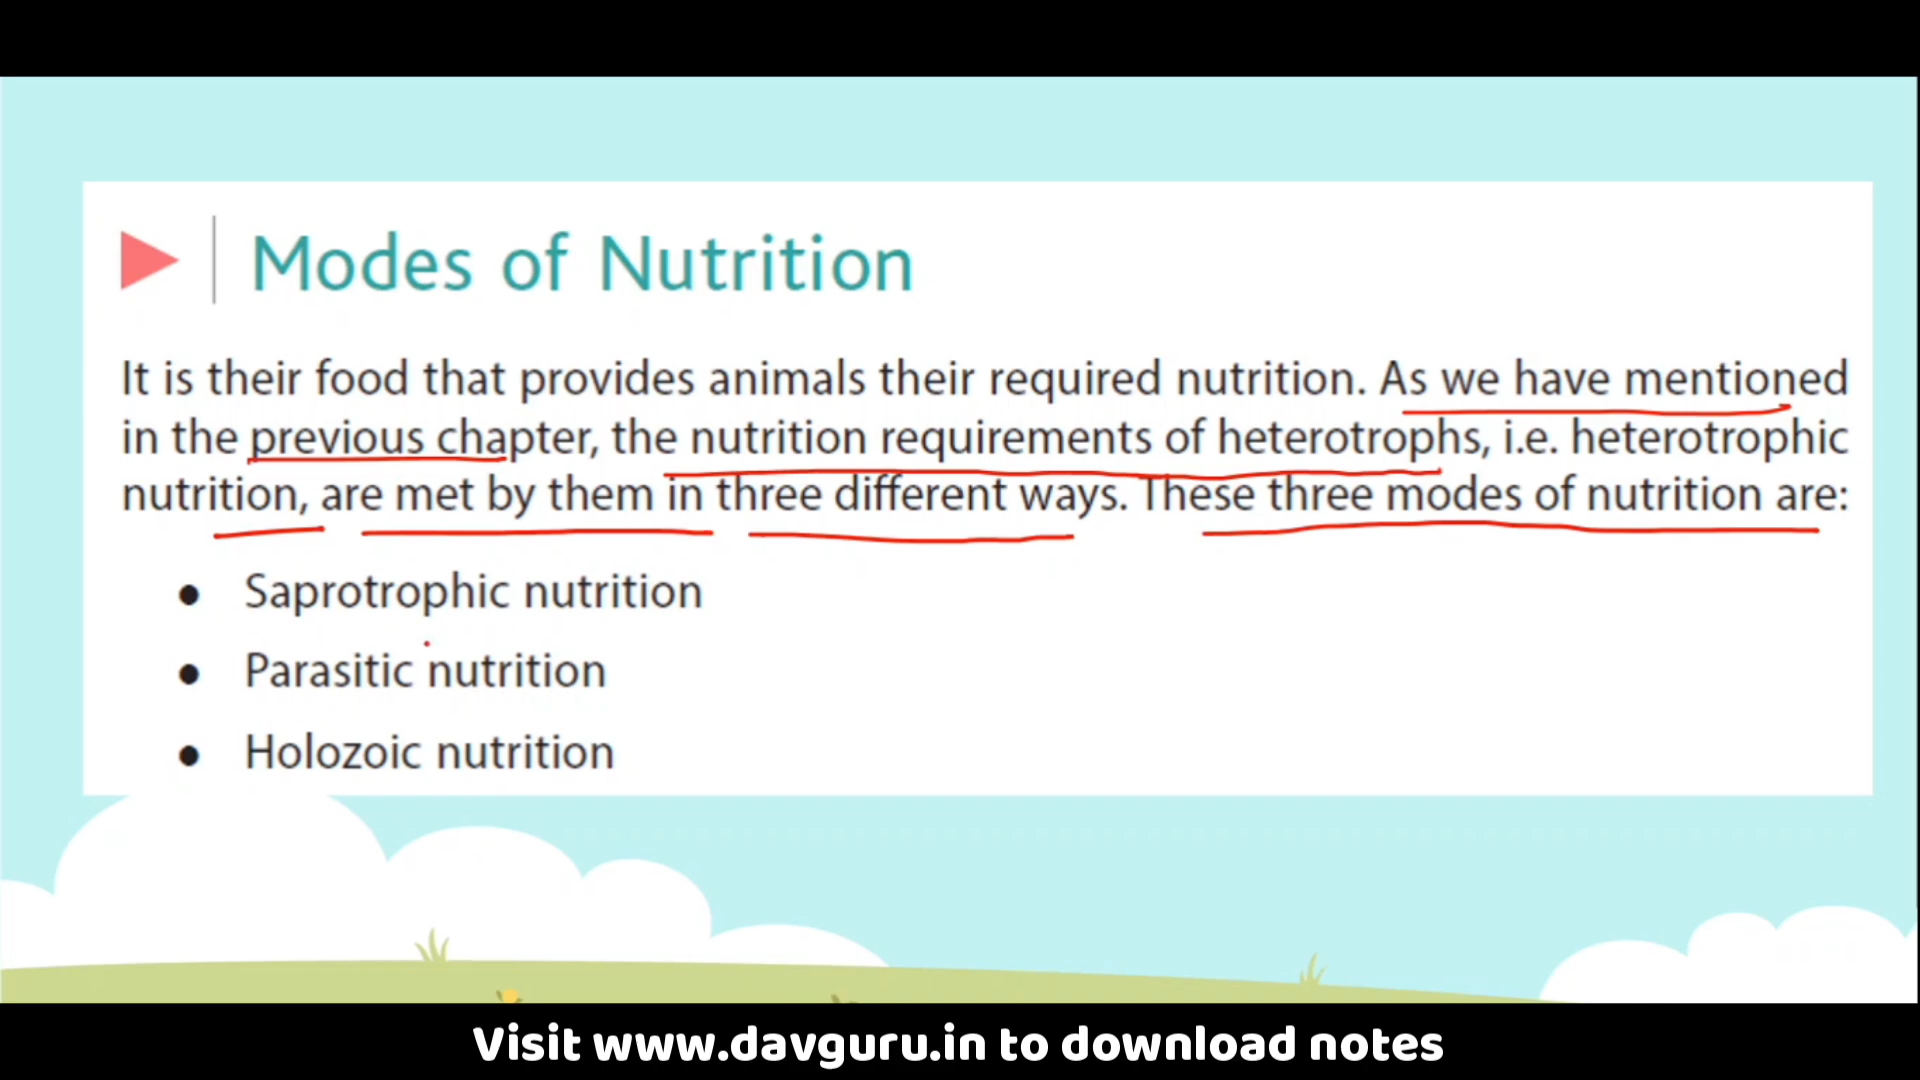 Modes of Nutrition
It is their food that provides animals their required nutrition. As we have mentioned
in the previous chapter, the nutrition requirements of heterotrophs, i.e. heterotrophic
nutrition, are met by them in three different ways. These three modes of nutrition are:
● Saprotrophic nutrition
● Parasitic nutrition
● Holozoic nutrition
Visit www.davguru.in to download notes